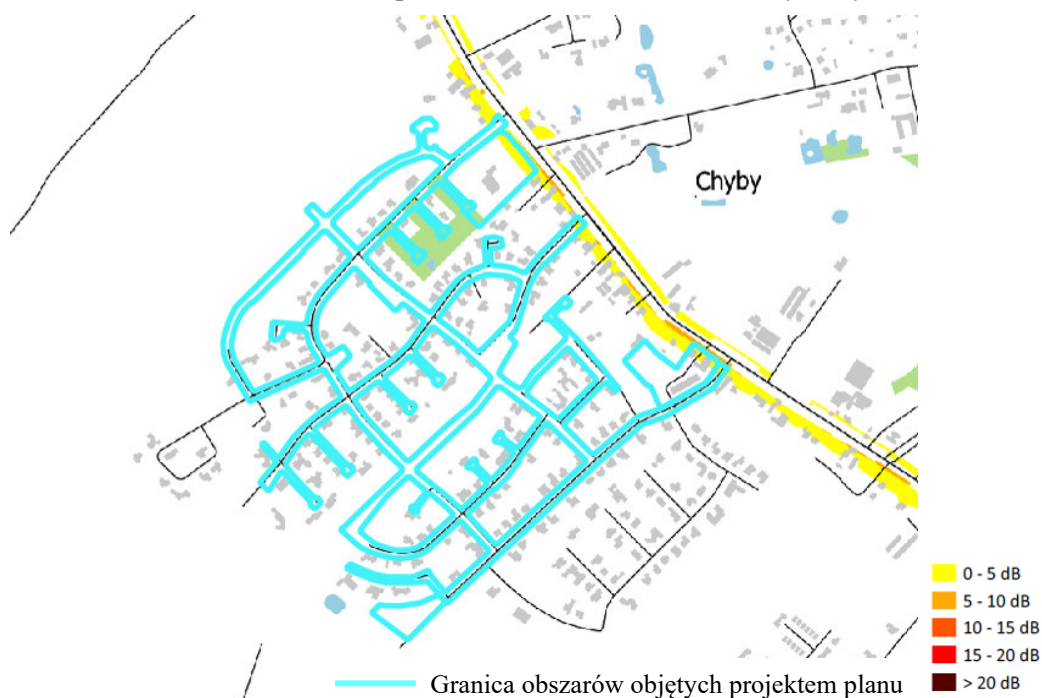 Chyby
0 - 5 dB
5 - 10 dB
10 - 15 dB
15 - 20 dB
> 20 dB
Granica obszarów objętych projektem planu